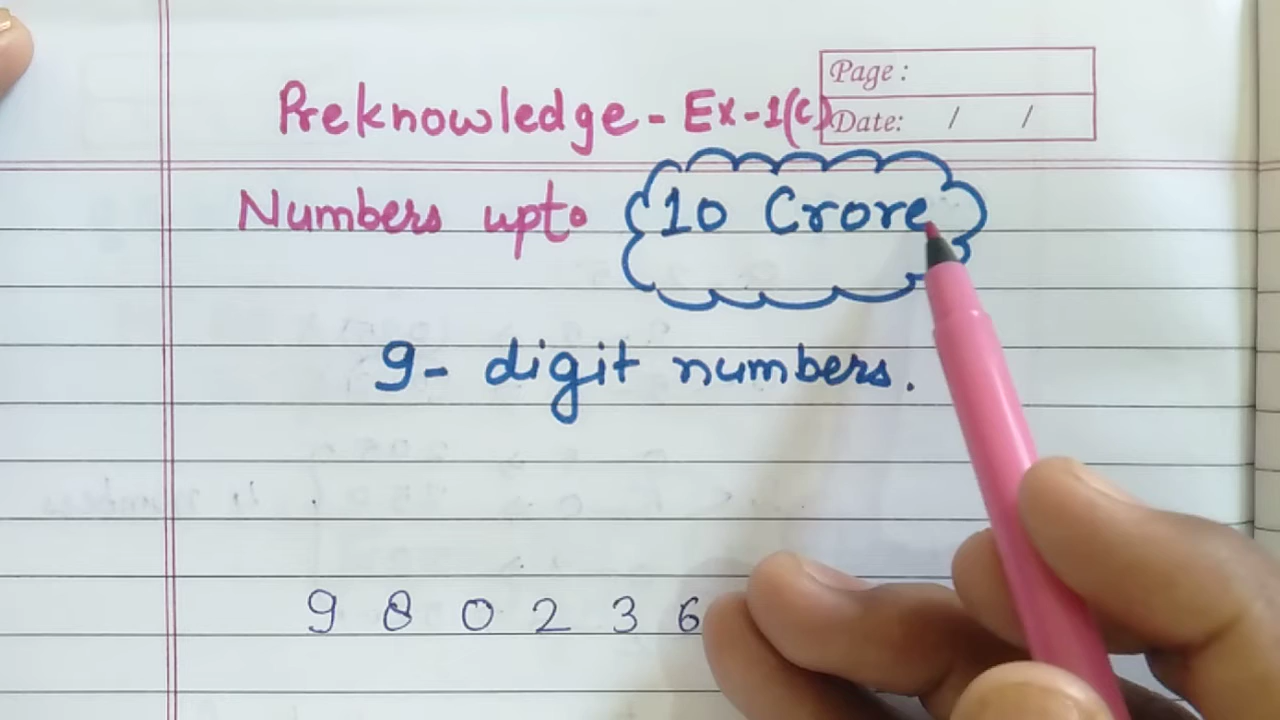 Page :
Preknowledge - Ex-1(c)
Date: / /
Numbers upto 10 Crore
9- digit numbers.
9 8 0 2 3 6